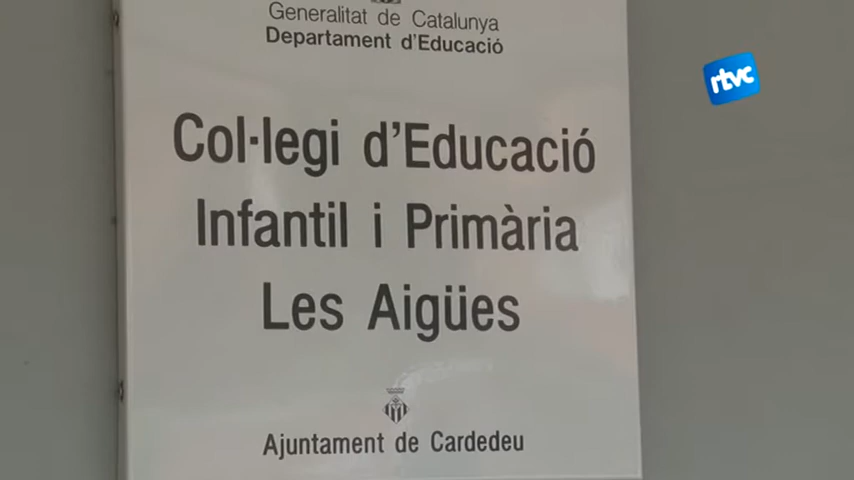 Generalitat de Catalunya
Departament d'Educació
rtvc
Col·legi d'Educació
Infantil i Primària
Les Aigües
Ajuntament de Cardedeu